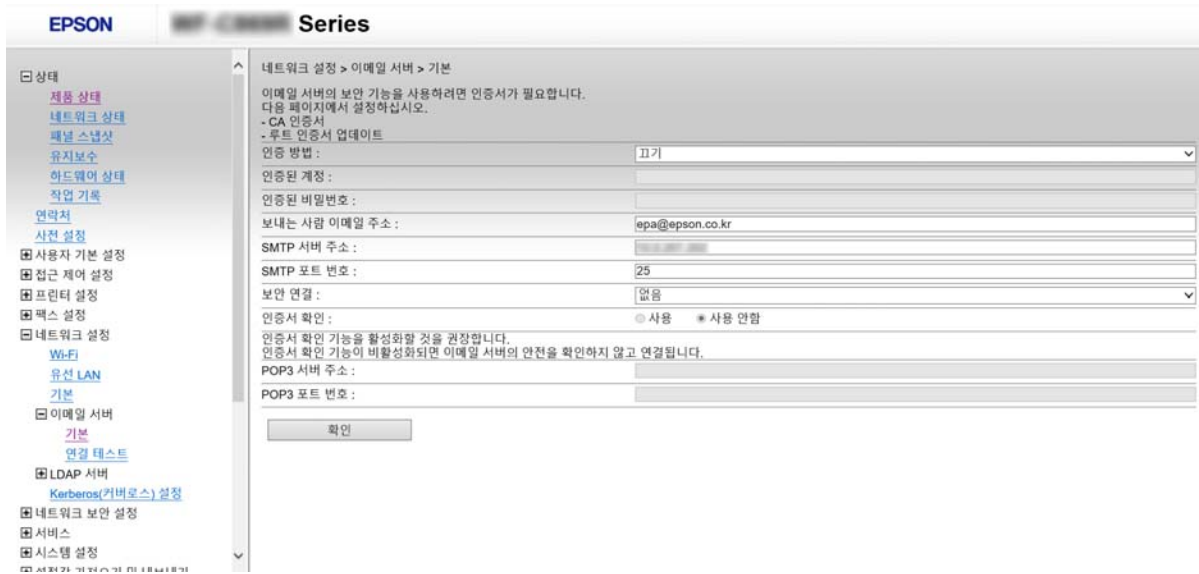 EPSON
Series
상태
제품 상태
네트워크 상태
패널 스냅샷
유지보수
하드웨어 상태
작업 기록
연락처
사전 설정
사용자 기본 설정
접근 제어 설정
프린터 설정
팩스 설정
네트워크 설정
Wi-Fi
유선 LAN
기본
이메일 서버
기본
연결 테스트
LDAP 서버
Kerberos(커버로스) 설정
네트워크 보안 설정
서비스
시스템 설정
네트워크 설정 > 이메일 서버 > 기본
이메일 서버의 보안 기능을 사용하려면 인증서가 필요합니다.
다음 페이지에서 설정하십시오.
- CA 인증서
- 루트 인증서 업데이트
인증 방법 : 끄기
인증된 계정 :
인증된 비밀번호 :
보내는 사람 이메일 주소 : epa@epson.co.kr
SMTP 서버 주소 :
SMTP 포트 번호 : 25
보안 연결 : 없음
인증서 확인 : 사용 사용 안함
인증서 확인 기능을 활성화할 것을 권장합니다.
인증서 확인 기능이 비활성화되면 이메일 서버의 안전을 확인하지 않고 연결됩니다.
POP3 서버 주소 :
POP3 포트 번호 :
확인